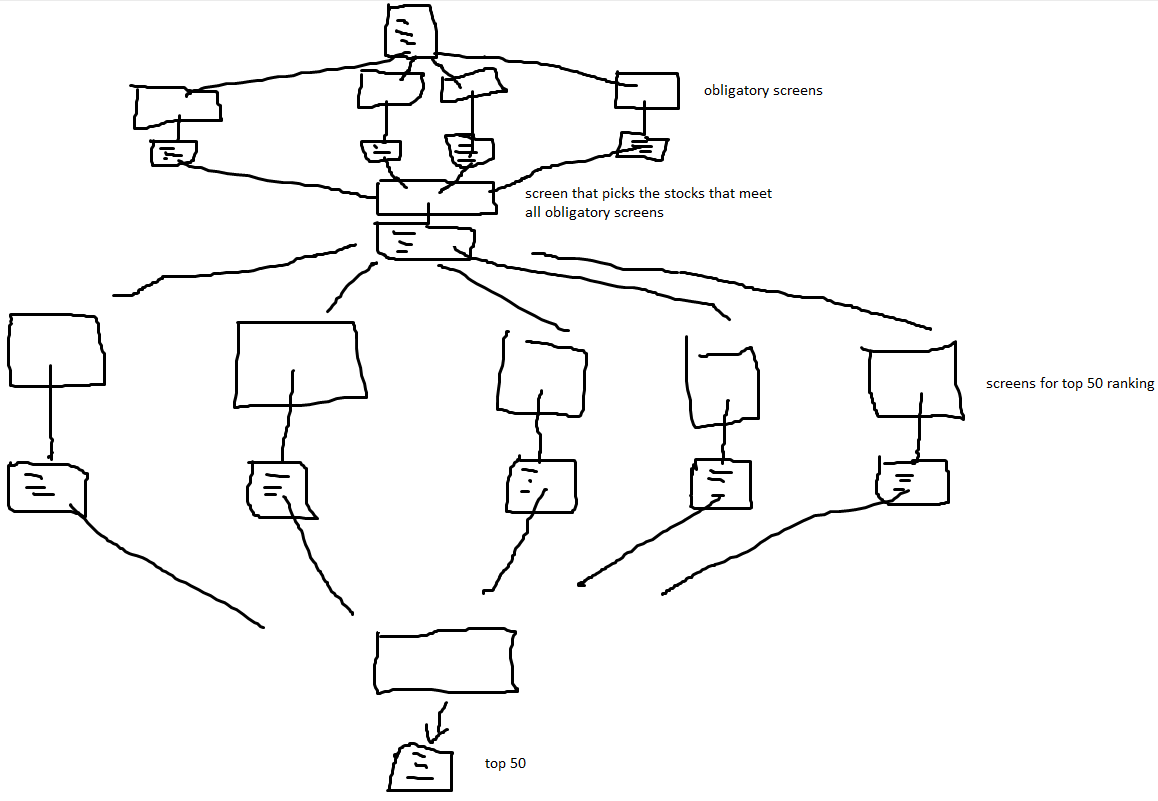 obligatory screens
screen that picks the stocks that meet
all obligatory screens
screens for top 50 ranking
top 50